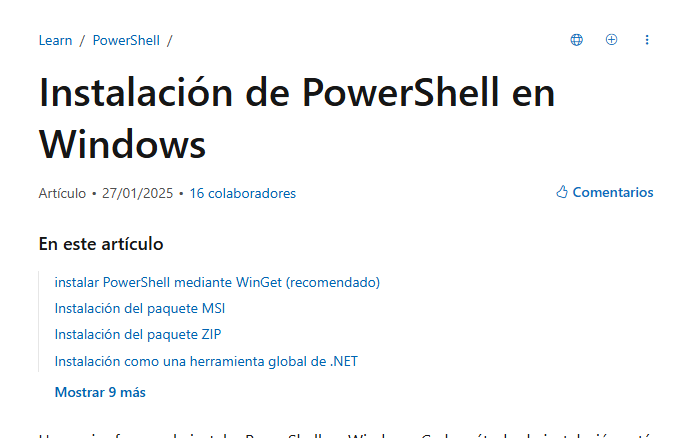 Learn / PowerShell /
Instalación de PowerShell en
Windows
Artículo • 27/01/2025 • 16 colaboradores
Comentarios
En este artículo
instalar PowerShell mediante WinGet (recomendado)
Instalación del paquete MSI
Instalación del paquete ZIP
Instalación como una herramienta global de .NET
Mostrar 9 más